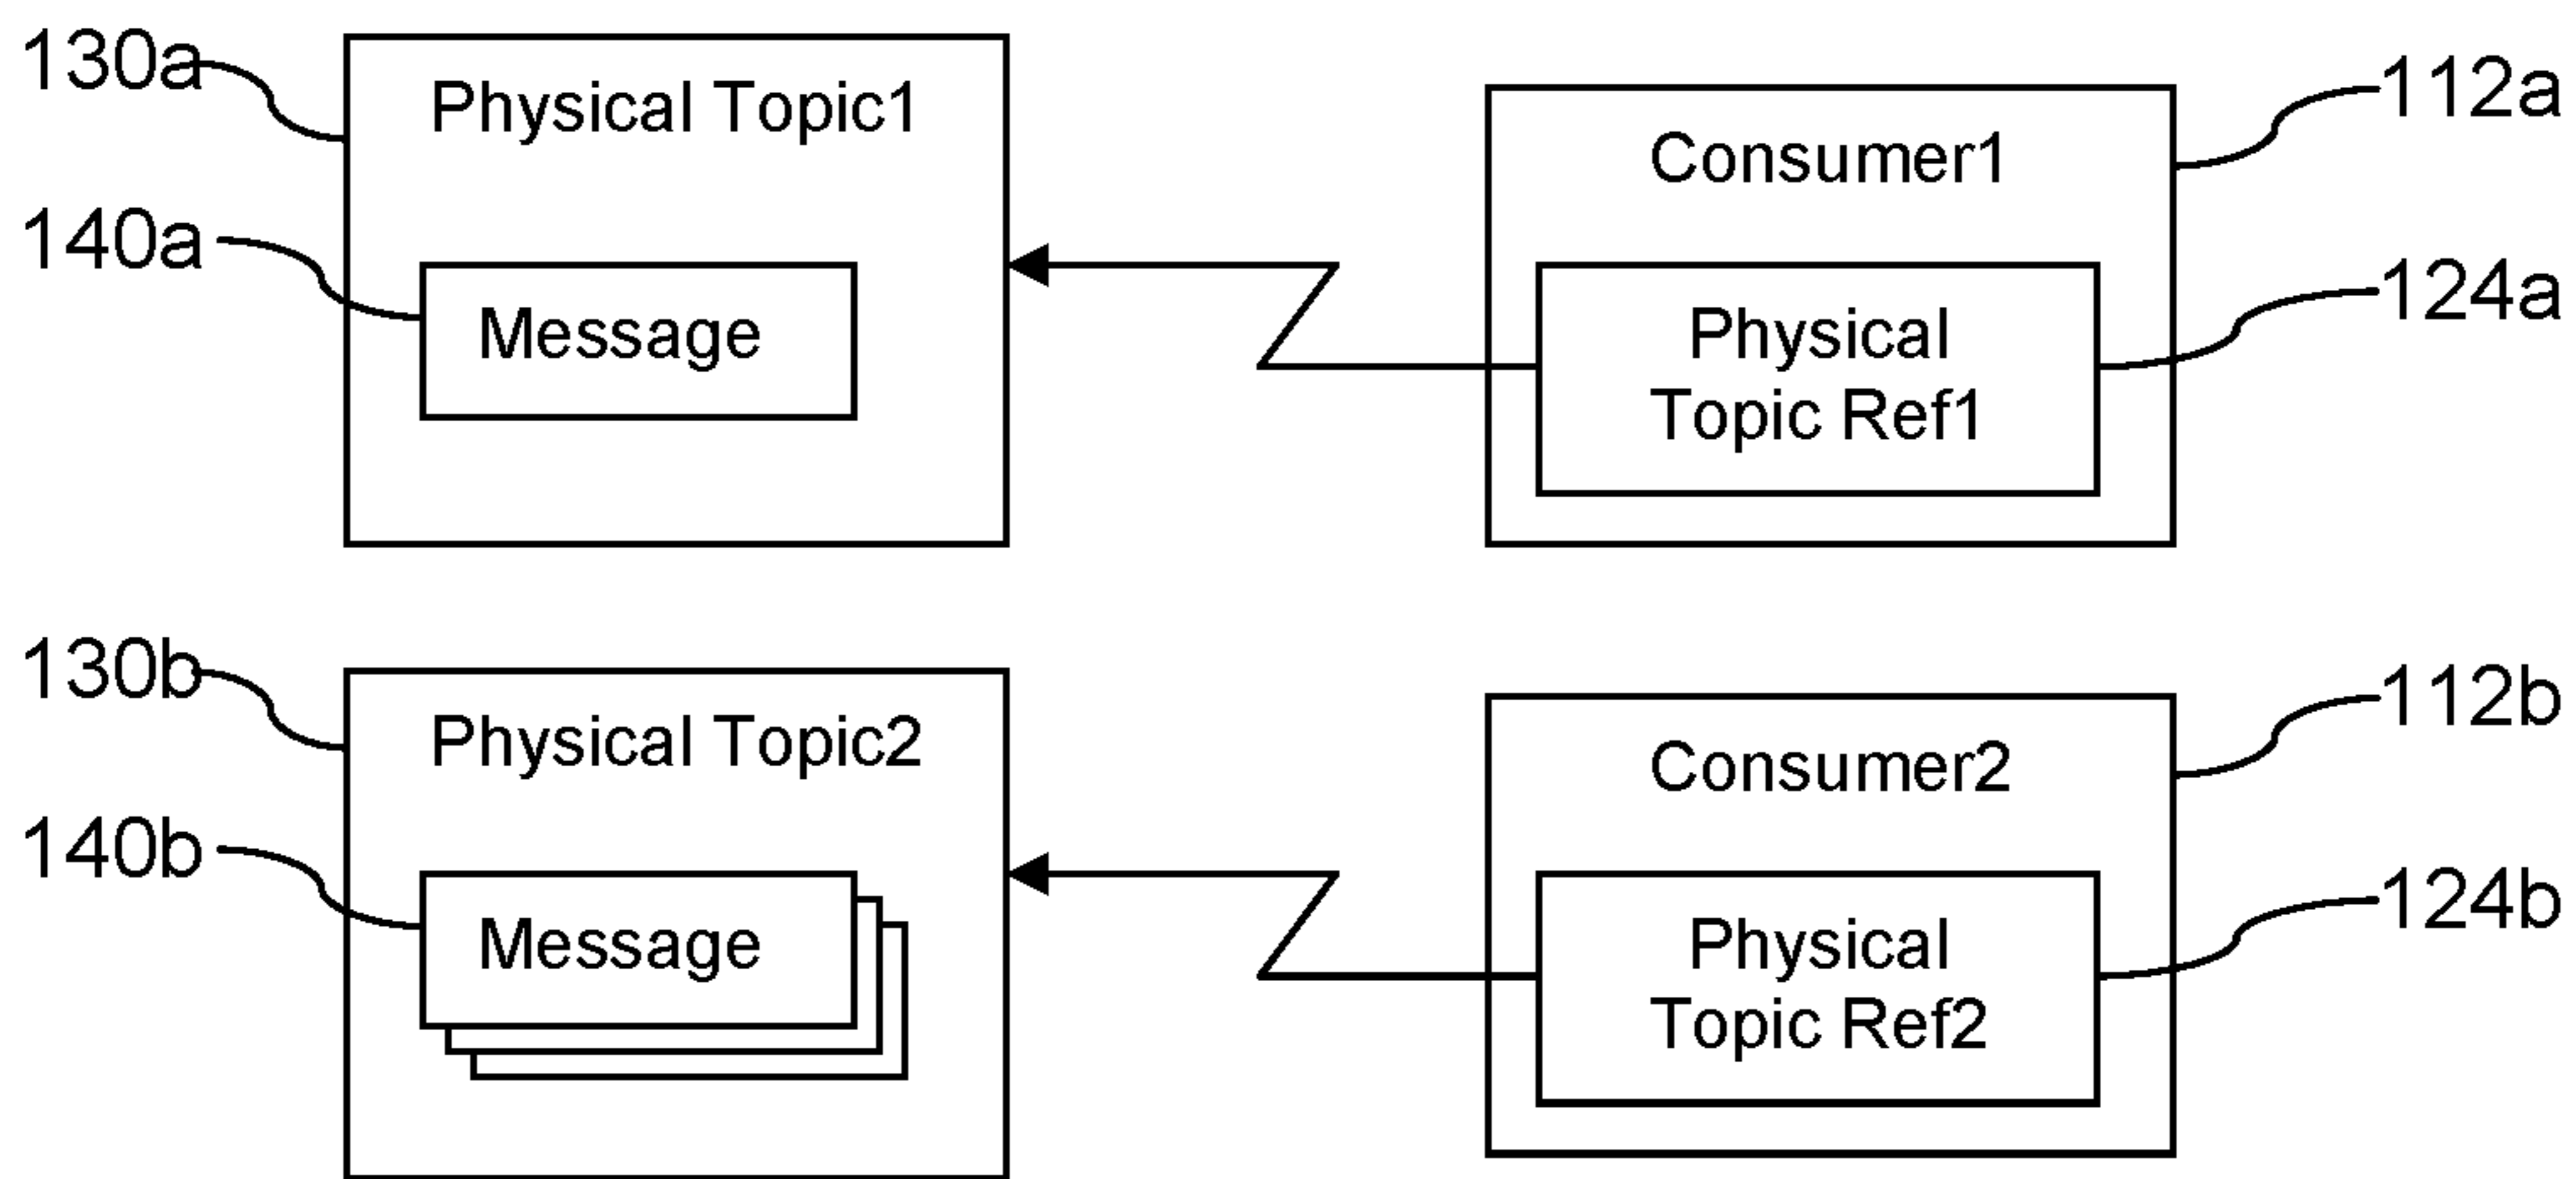 130a
Physical Topic1
112a
Consumer1
140a
Message
124a
Physical
Topic Ref1
130b
Physical Topic2
112b
Consumer2
140b
Message
124b
Physical
Topic Ref2